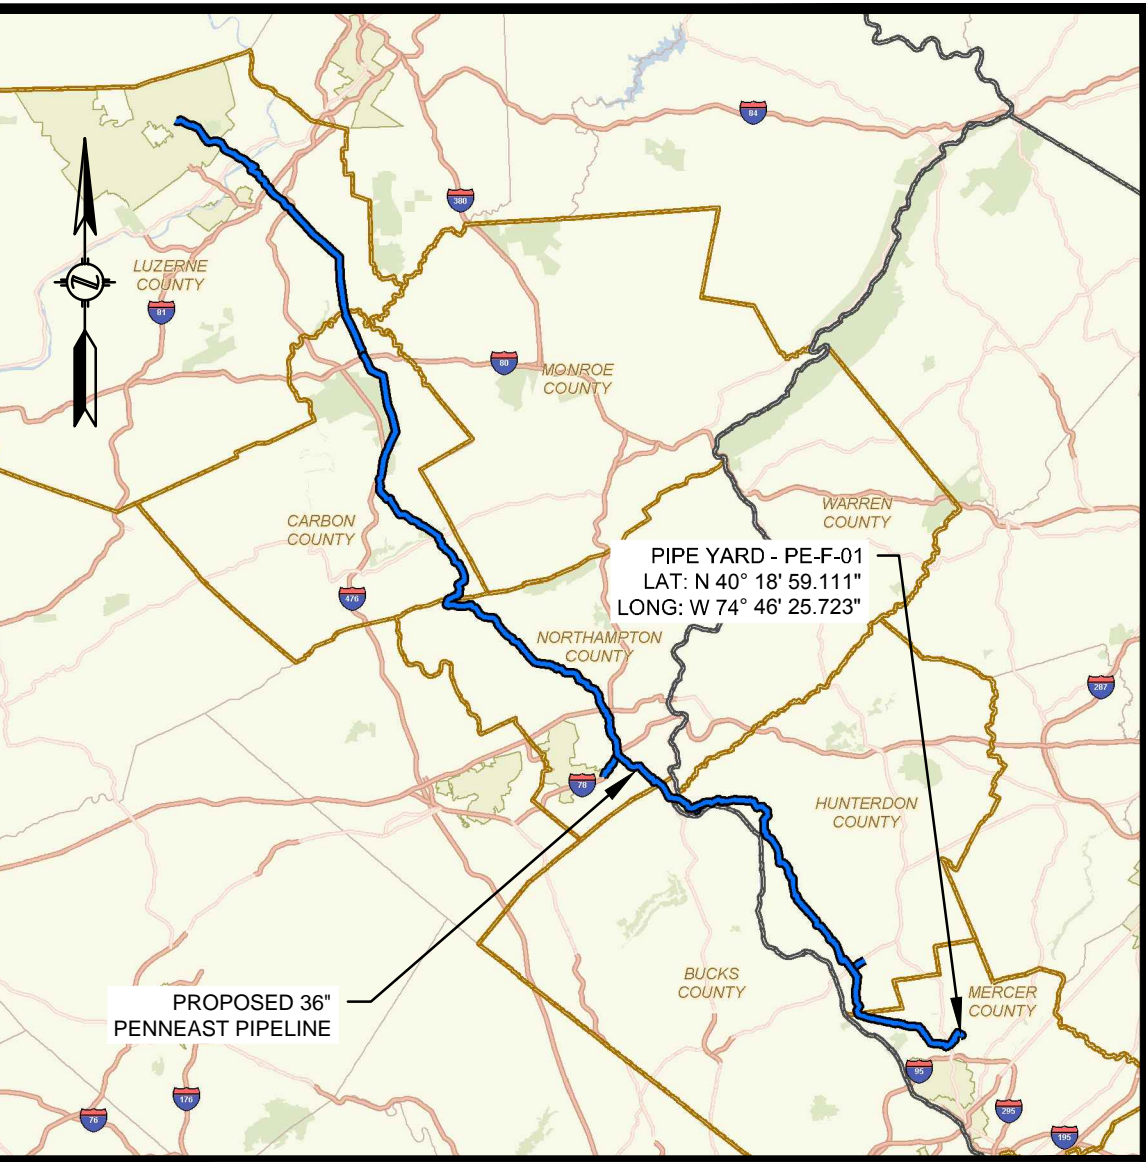 84
380
LUZERNE
COUNTY
81
80
MONROE
COUNTY
WARREN
COUNTY
CARBON
COUNTY
PIPE YARD - PE-F-01
LAT: N 40° 18' 59.111"
LONG: W 74° 46' 25.723"
476
NORTHAMPTON
COUNTY
287
78
HUNTERDON
COUNTY
BUCKS
COUNTY
MERCER
COUNTY
PROPOSED 36"
PENNEAST PIPELINE
95
176
76
295
195
N